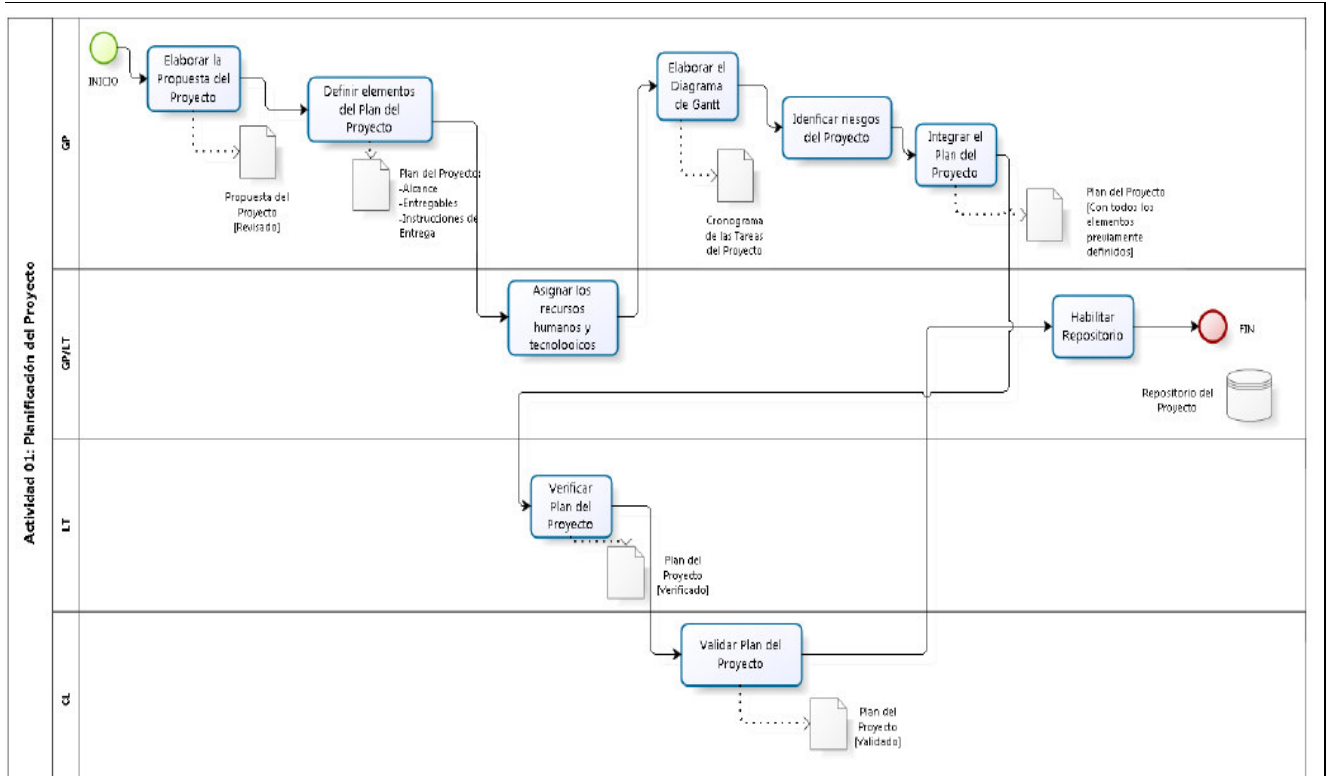 Actividad 01: Planificación del Proyecto
GP
INICIO
Elaborar la
Propuesta del
Proyecto
Propuesta del
Proyecto
[Revisado]
Definir elementos
del Plan del
Proyecto
Plan del Proyecto:
-Alcance
-Entregables
-Instrucciones de
Entrega
Elaborar el
Diagrama
de Gantt
Cronograma
de las Tareas
del Proyecto
Idenficar riesgos
del Proyecto
Integrar el
Plan del
Proyecto
Plan del Proyecto
[Con todos los
elementos
previamente
definidos]
GP/LT
Asignar los
recursos
humanos y
tecnologicos
Habilitar
Repositorio
FIN
Repositorio del
Proyecto
LT
Verificar
Plan del
Proyecto
Plan del
Proyecto
[Verificado]
CL
Validar Plan del
Proyecto
Plan del
Proyecto
[Validado]